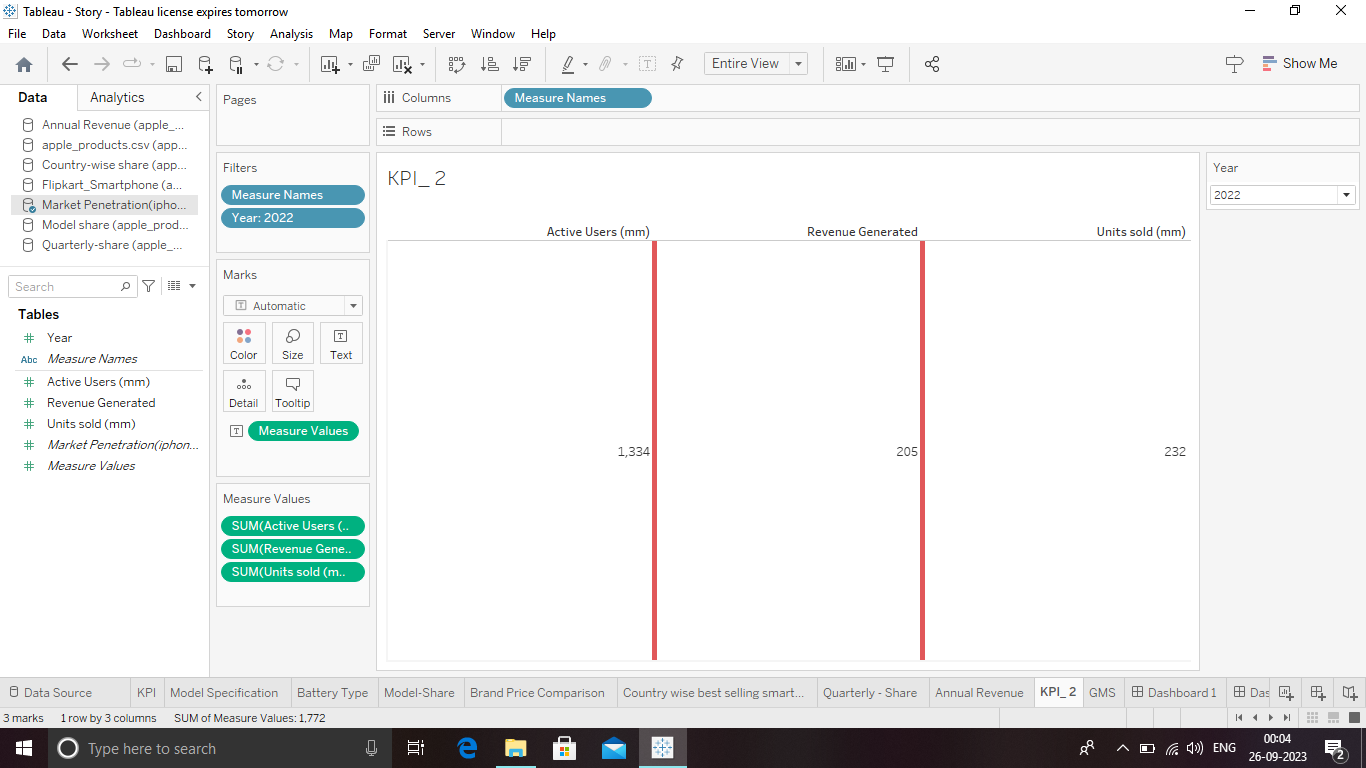 Tableau - Story - Tableau license expires tomorrow
File Data Worksheet Dashboard Story Analysis Map Format Server Window Help
Entire View
Show Me
Data Analytics
Annual Revenue (apple_...
apple_products.csv (app...
Country-wise share (app...
Flipkart_Smartphone (a...
Market Penetration(ipho...
Model share (apple_prod...
Quarterly-share (apple_...
Search
Tables
Year
Abc Measure Names
Active Users (mm)
Revenue Generated
Units sold (mm)
Market Penetration(iphon...
Measure Values
Pages
Filters
Measure Names
Year: 2022
Marks
T Automatic
Color Size T Text
Detail Tooltip
T Measure Values
Measure Values
SUM(Active Users (..
SUM(Revenue Gene..
SUM(Units sold (m..
Columns Measure Names
Rows
KPI_ 2
Active Users (mm) Revenue Generated Units sold (mm)
1,334 205 232
Year
2022
Data Source KPI Model Specification Battery Type Model-Share Brand Price Comparison Country wise best selling smart... Quarterly - Share Annual Revenue KPI_ 2 GMS Dashboard 1 Das
3 marks 1 row by 3 columns SUM of Measure Values: 1,772
Type here to search
ENG
00:04
26-09-2023
2